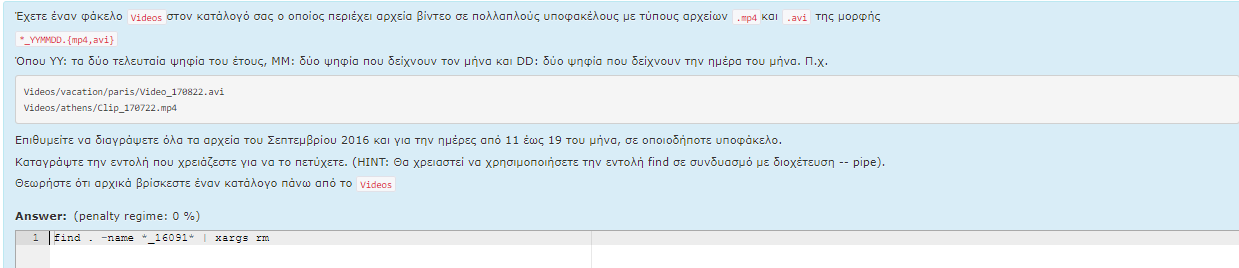 Έχετε έναν φάκελο Videos στον κατάλογό σας ο οποίος περιέχει αρχεία βίντεο σε πολλαπλούς υποφακέλους με τύπους αρχείων .mp4 και .avi της μορφής
*_YYMMDD.{mp4,avi}
Όπου YY: τα δύο τελευταία ψηφία του έτους, MM: δύο ψηφία που δείχνουν τον μήνα και DD: δύο ψηφία που δείχνουν την ημέρα του μήνα. Π.χ.
Videos/vacation/paris/Video_170822.avi
Videos/athens/Clip_170722.mp4
Επιθυμείτε να διαγράψετε όλα τα αρχεία του Σεπτεμβρίου 2016 και για την ημέρες από 11 έως 19 του μήνα, σε οποιοδήποτε υποφάκελο.
Καταγράψτε την εντολή που χρειάζεστε για να το πετύχετε. (HINT: Θα χρειαστεί να χρησιμοποιήσετε την εντολή find σε συνδυασμό με διοχέτευση -- pipe).
Θεωρήστε ότι αρχικά βρίσκεστε έναν κατάλογο πάνω από το Videos
Answer: (penalty regime: 0 %)
1 find . -name *_16091* | xargs rm